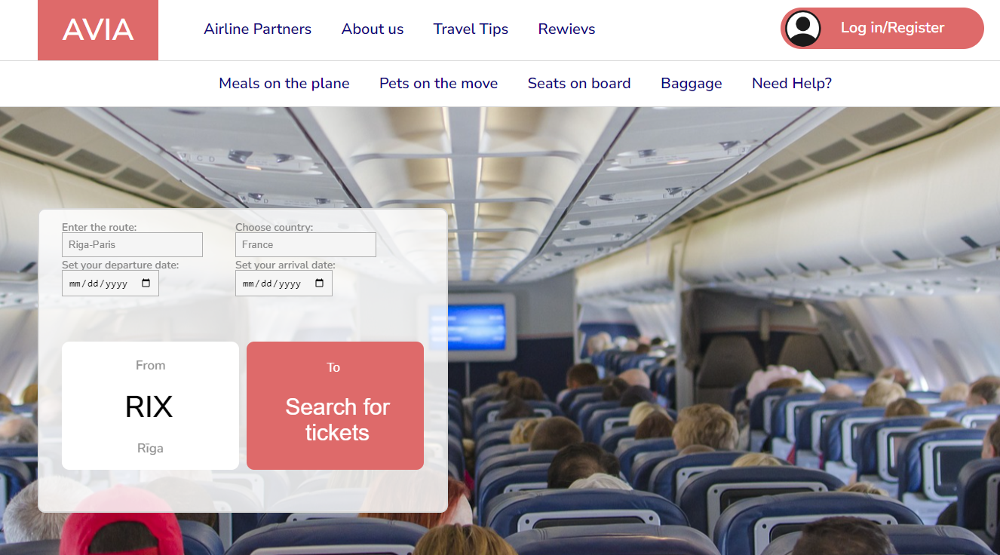 AVIA
Airline Partners About us Travel Tips Rewievs
Log in/Register
Meals on the plane Pets on the move Seats on board Baggage Need Help?
Enter the route: Choose country:
Riga-Paris France
Set your departure date: Set your arrival date:
mm/dd/yyyy mm/dd/yyyy
From
RIX
Rīga
To
Search for
tickets